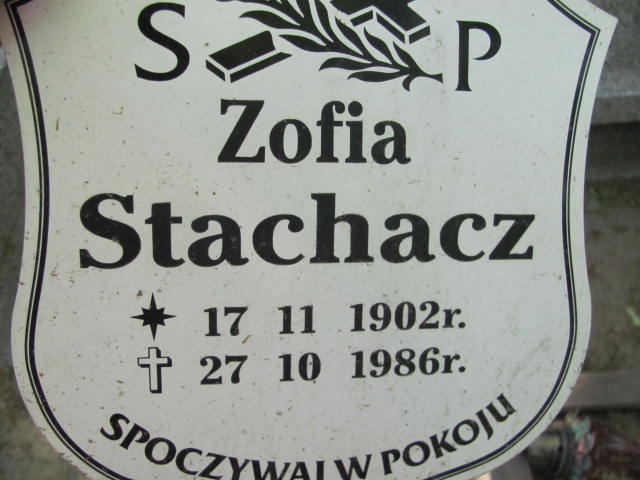 S P
Zofia
Stachacz
17 11 1902r.
27 10 1986r.
SPOCZYWAJ W POKOJU